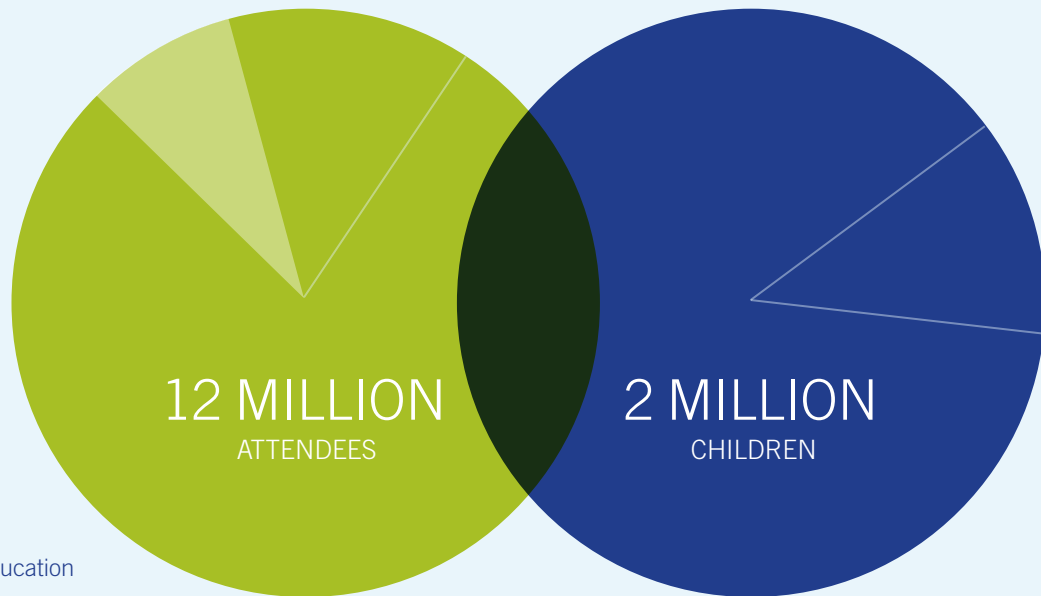 12 MILLION
ATTENDEES
2 MILLION
CHILDREN
ucation